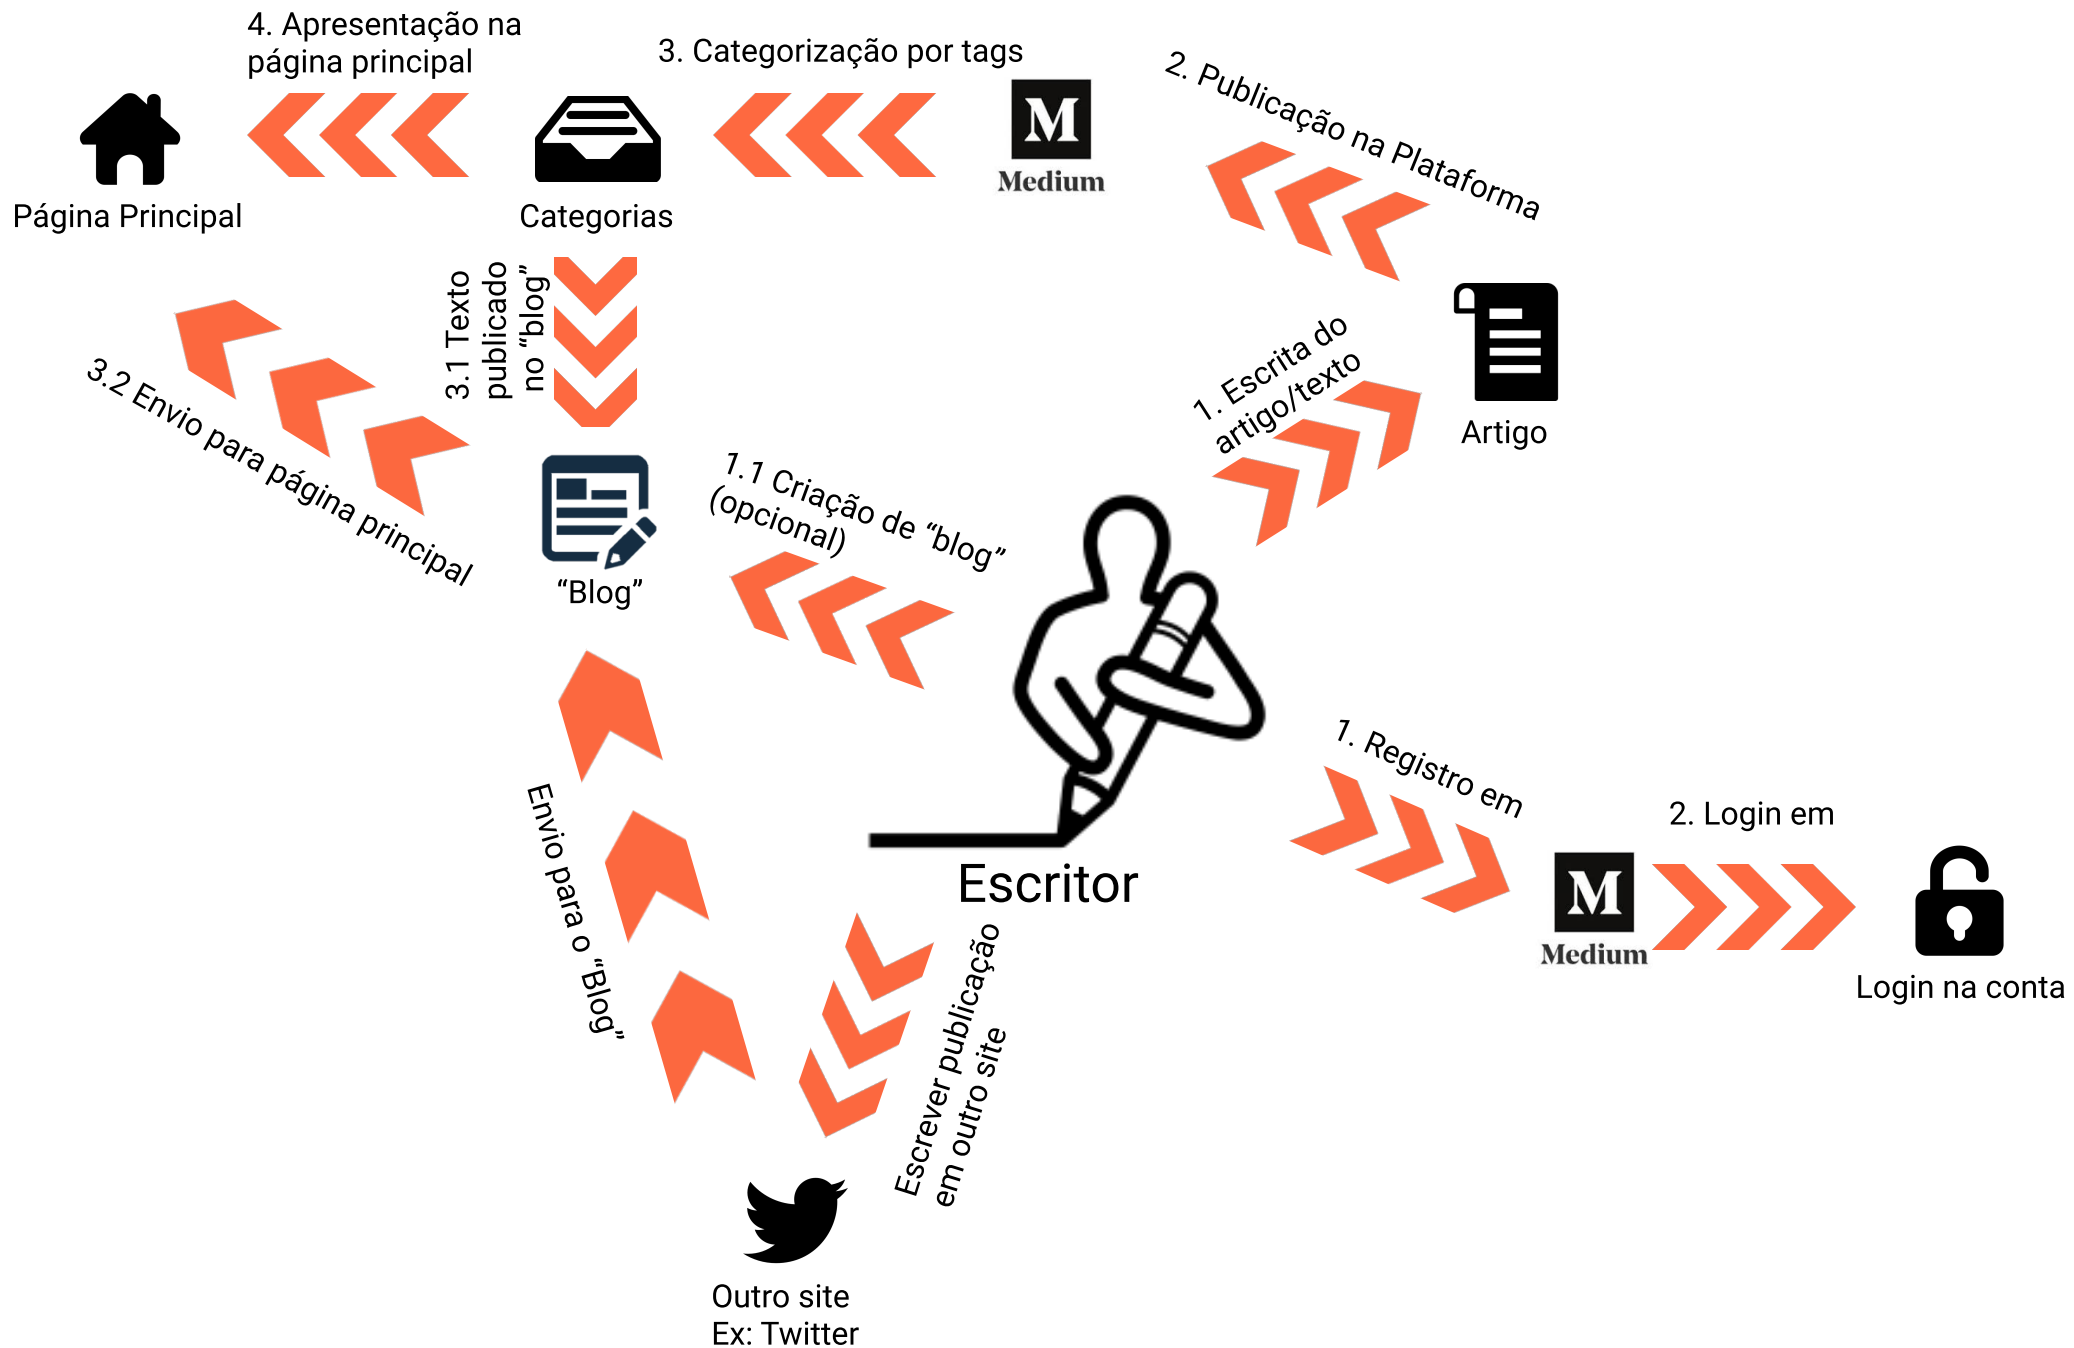 4. Apresentação na
página principal
3. Categorização por tags
2. Publicação na Plataforma
M
Medium
Página Principal
Categorias
3.1 Texto
publicado
no “blog”
1. Escrita do
artigo/texto
Artigo
3.2 Envio para página principal
1.1 Criação de “blog”
(opcional)
“Blog”
1. Registro em
2. Login em
Envio para o “Blog”
Escritor
M
Medium
Login na conta
Escrever publicação
em outro site
Outro site
Ex: Twitter